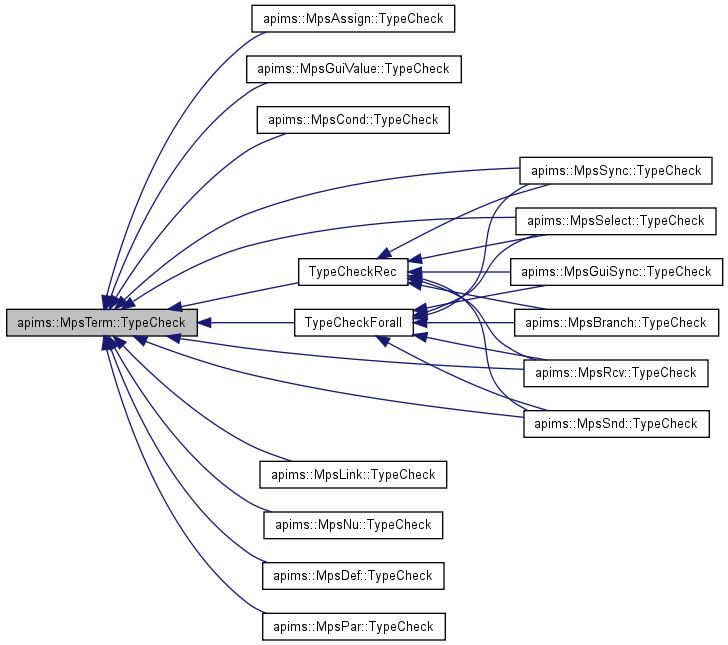 apims::MpsAssign::TypeCheck
apims::MpsGuiValue::TypeCheck
apims::MpsCond::TypeCheck
apims::MpsSync::TypeCheck
apims::MpsSelect::TypeCheck
TypeCheckRec
apims::MpsGuiSync::TypeCheck
apims::MpsTerm::TypeCheck
TypeCheckForall
apims::MpsBranch::TypeCheck
apims::MpsRcv::TypeCheck
apims::MpsSnd::TypeCheck
apims::MpsLink::TypeCheck
apims::MpsNu::TypeCheck
apims::MpsDef::TypeCheck
apims::MpsPar::TypeCheck